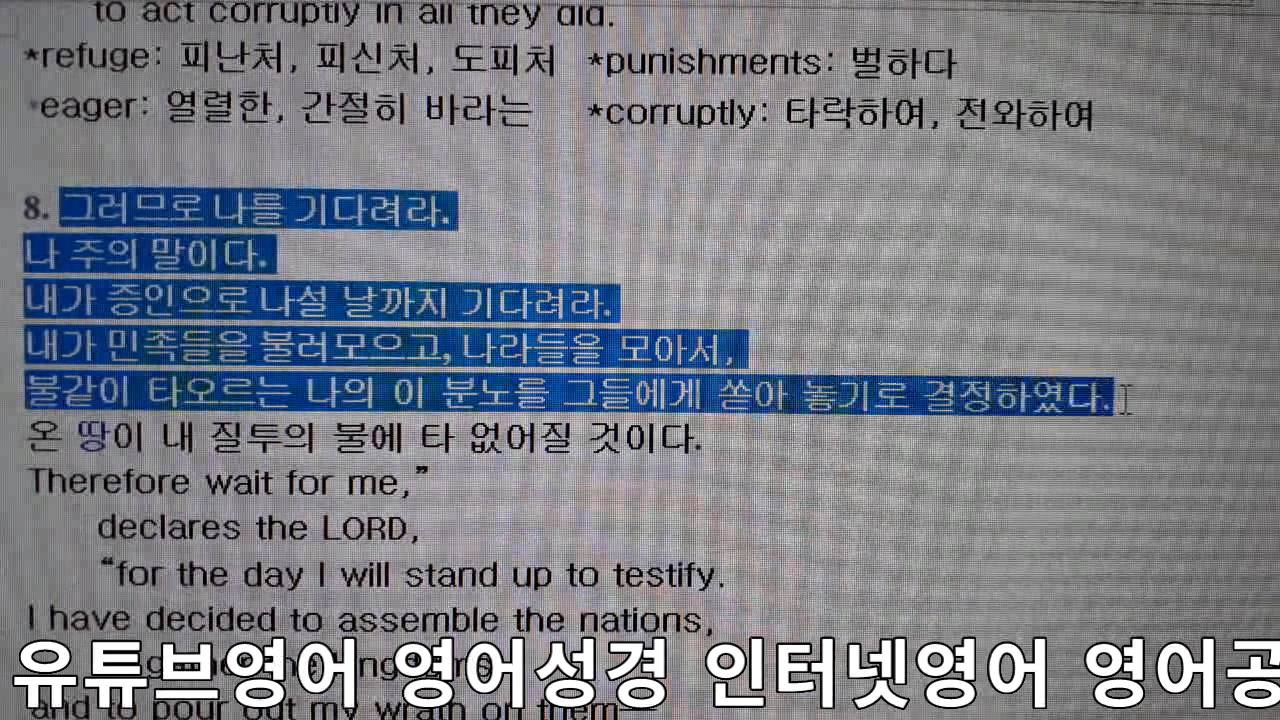 to act corruptly in all they did.
*refuge: 피난처, 피신처, 도피처 *punishments: 벌하다
*eager: 열렬한, 간절히 바라는 *corruptly: 타락하여, 전와하여
8. 그러므로 나를 기다려라.
나 주의 말이다.
내가 증인으로 나설 날까지 기다려라.
내가 민족들을 불러모으고, 나라들을 모아서,
불같이 타오르는 나의 이 분노를 그들에게 쏟아 놓기로 결정하였다.
온 땅이 내 질투의 불에 타 없어질 것이다.
Therefore wait for me,”
declares the LORD,
“for the day I will stand up to testify.
I have decided to assemble the nations,
유튜브영어 영어성경 인터넷영어 영어공
and to pour out my wrath on them